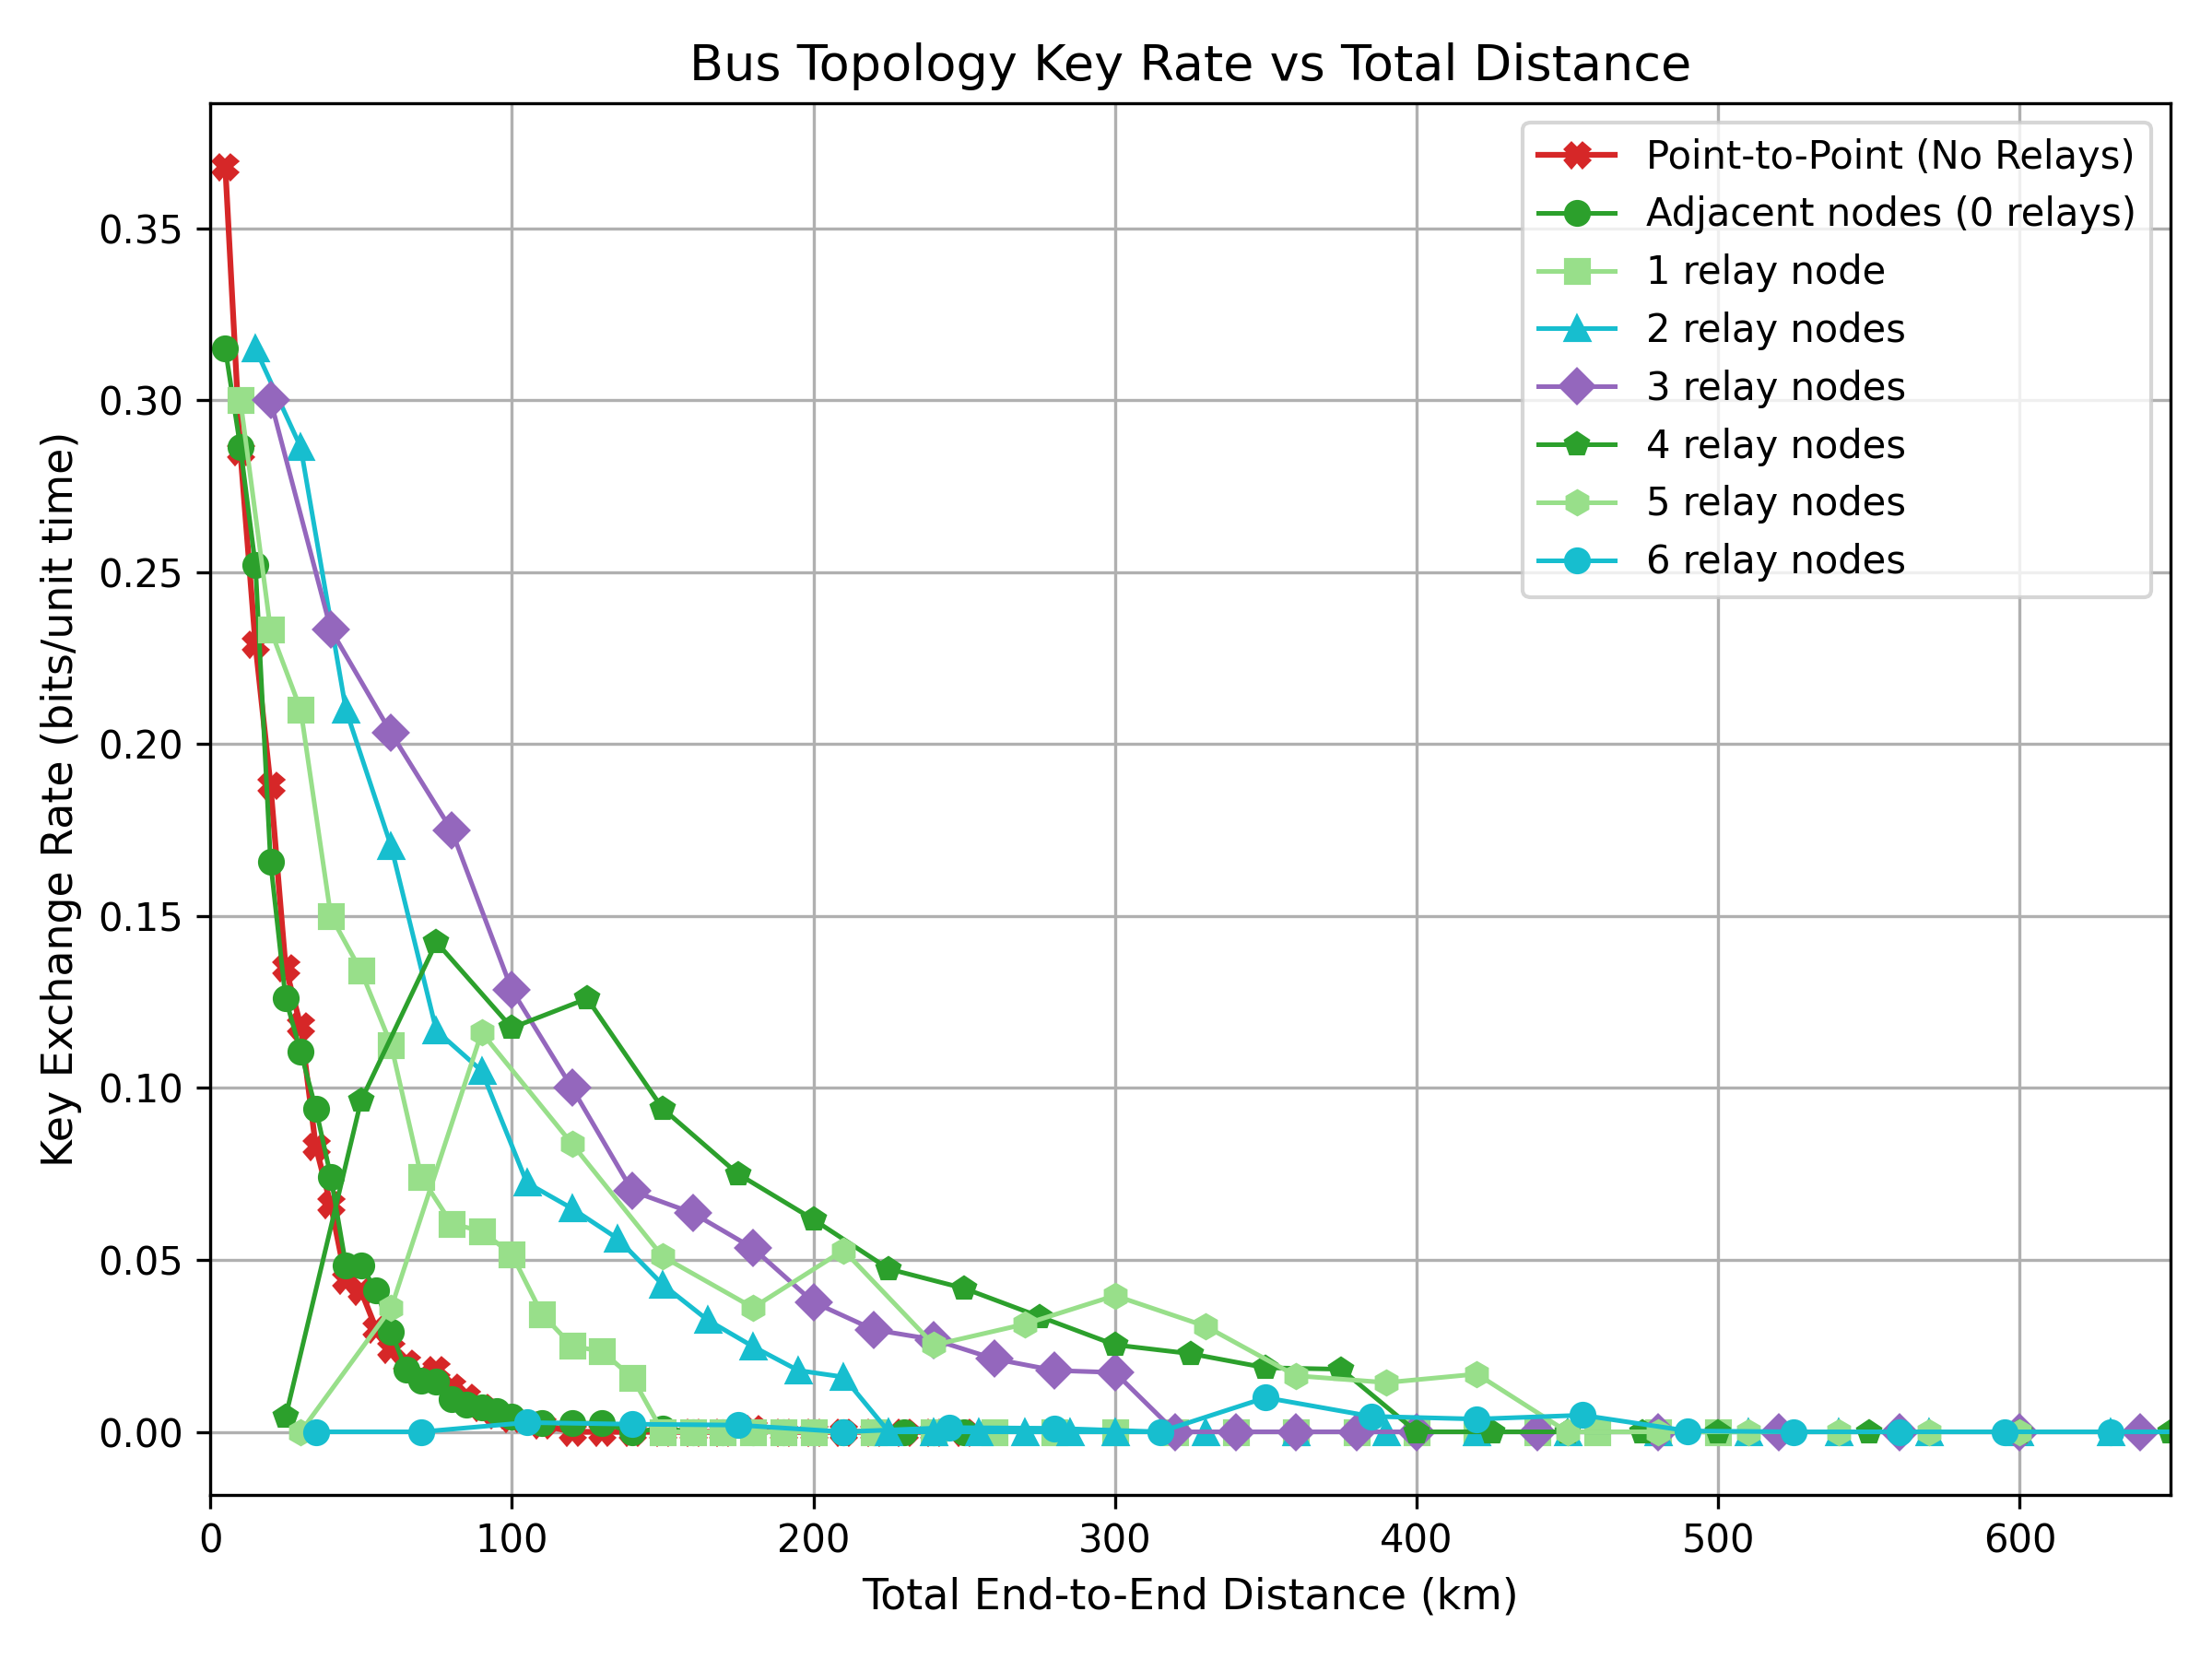 Bus Topology Key Rate vs Total Distance
Key Exchange Rate (bits/unit time)
0.35
0.30
0.25
0.20
0.15
0.10
0.05
0.00
Point-to-Point (No Relays)
Adjacent nodes (0 relays)
1 relay node
2 relay nodes
3 relay nodes
4 relay nodes
5 relay nodes
6 relay nodes
0 100 200 300 400 500 600
Total End-to-End Distance (km)